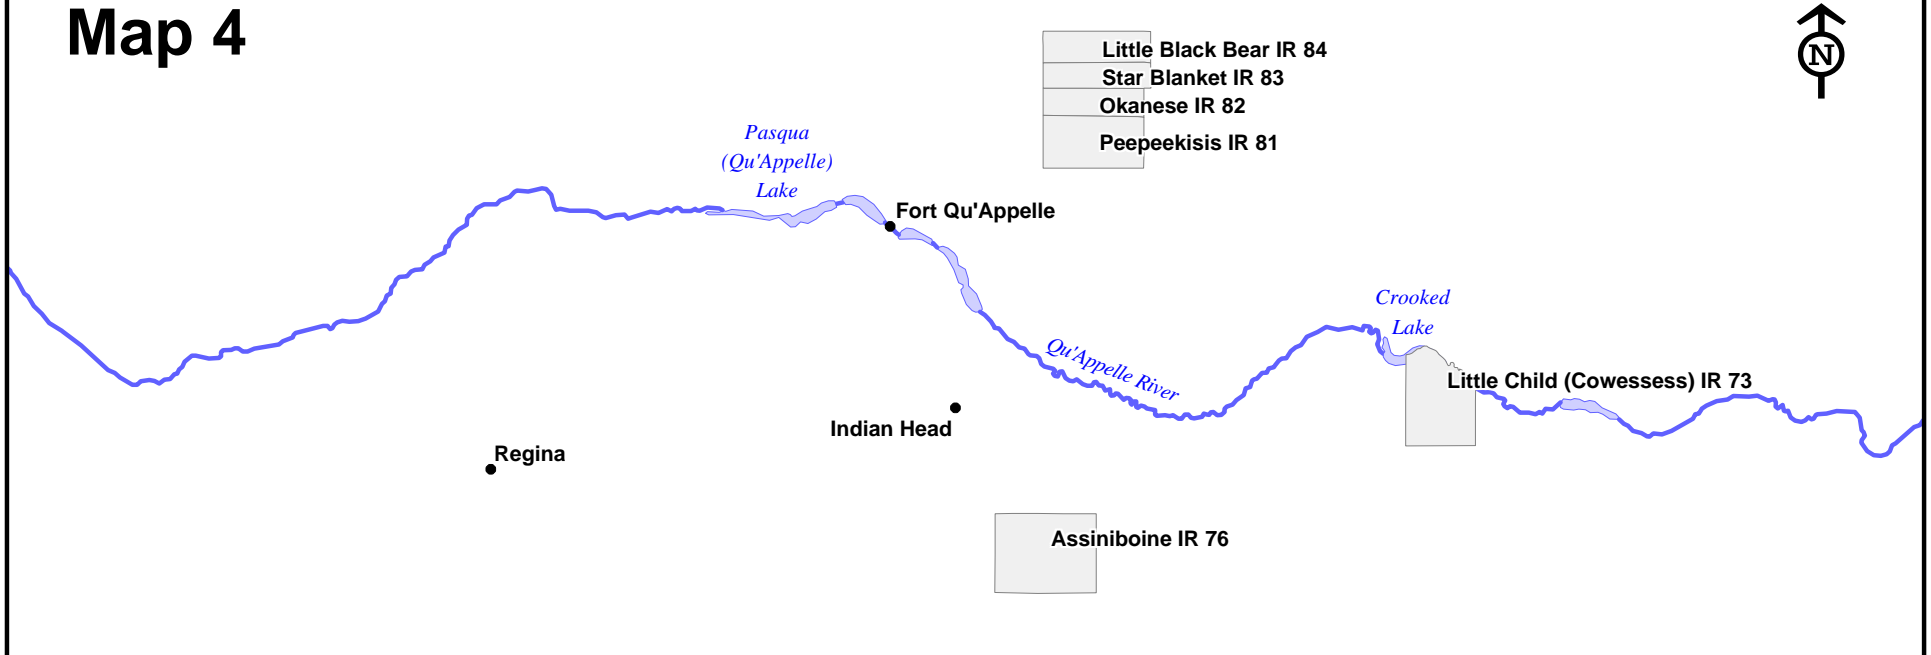 Map 4
N
Little Black Bear IR 84
Star Blanket IR 83
Okanese IR 82
Peepeekisis IR 81
Pasqua
(Qu'Appelle)
Lake
Fort Qu'Appelle
Crooked
Lake
Qu'Appelle River
Little Child (Cowessess) IR 73
Indian Head
Regina
Assiniboine IR 76